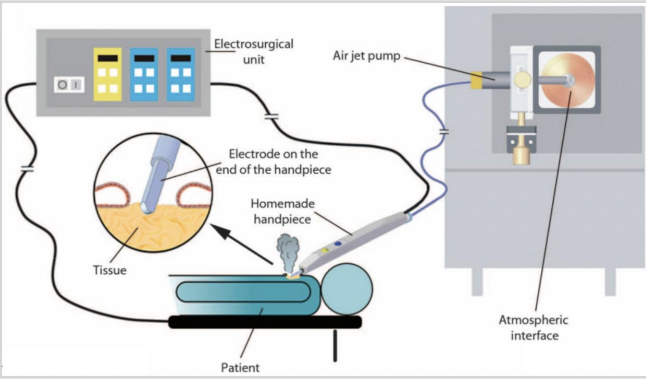 Electrosurgical
unit
Air jet pump
Electrode on the
end of the handpiece
Homemade
handpiece
Tissue
Patient
Atmospheric
interface